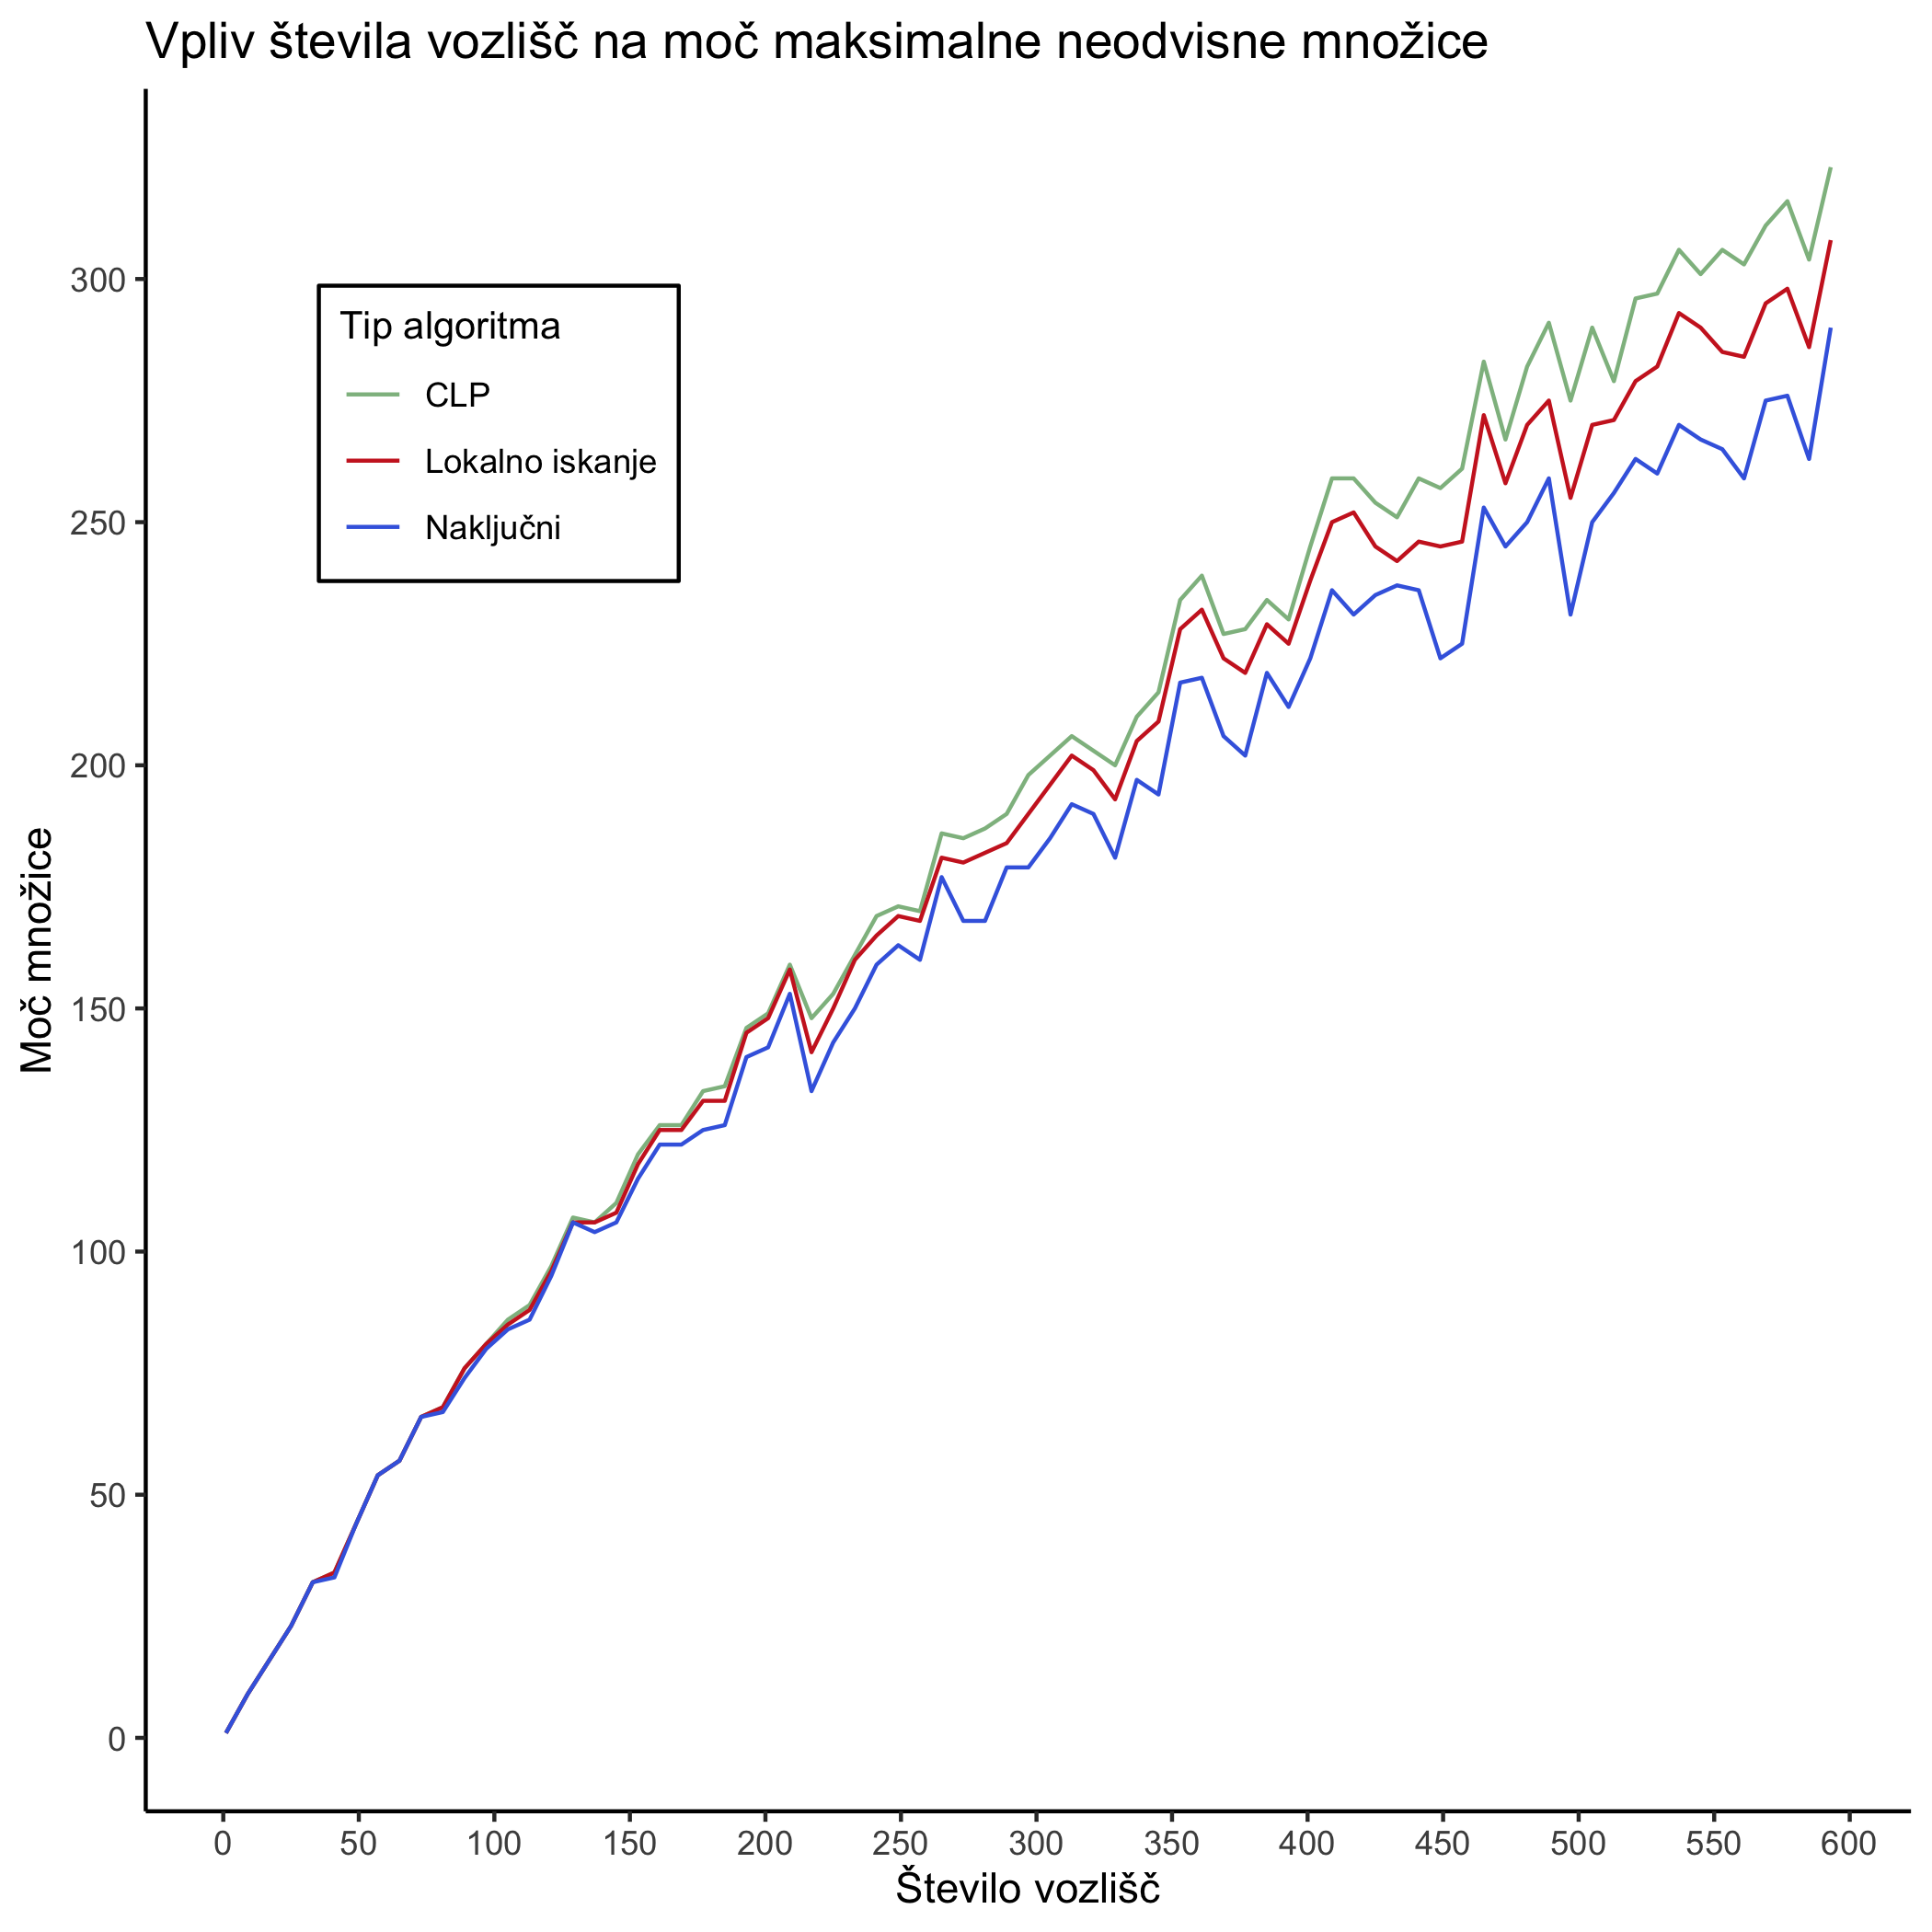 Vpliv števila vozlišč na moč maksimalne neodvisne množice
Moč množice
300
250
200
150
100
50
0
Tip algoritma
CLP
Lokalno iskanje
Naključni
0 50 100 150 200 250 300 350 400 450 500 550 600
Število vozlišč